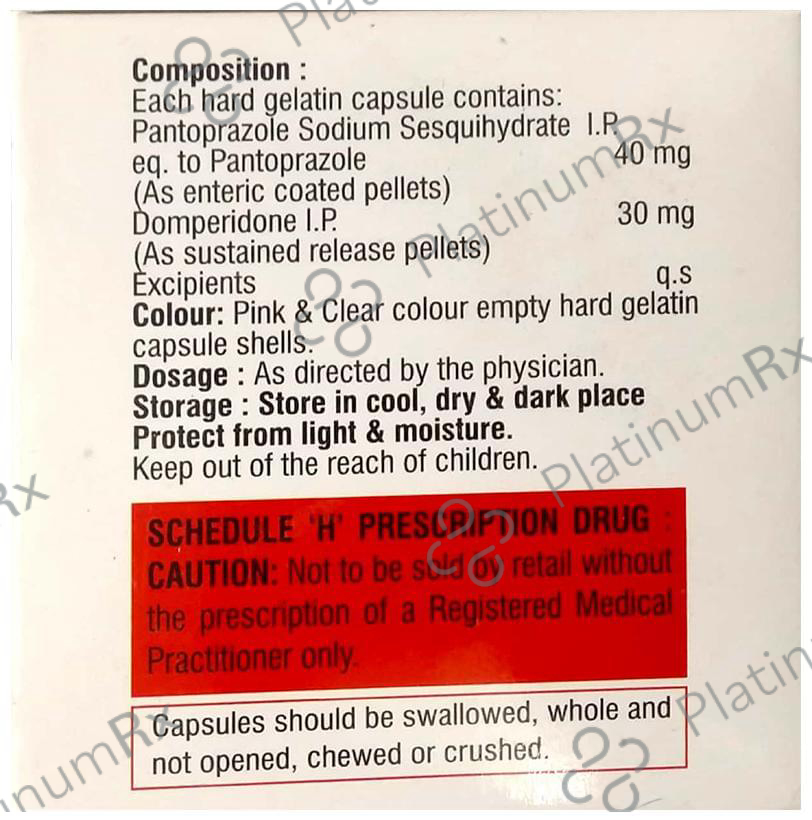 Composition :
Each hard gelatin capsule contains:
Pantoprazole Sodium Sesquihydrate I.P.
eq. to Pantoprazole 40 mg
(As enteric coated pellets)
Domperidone I.P. 30 mg
(As sustained release pellets)
Excipients q.s
Colour: Pink & Clear colour empty hard gelatin
capsule shells.
Dosage : As directed by the physician.
Storage : Store in cool, dry & dark place
Protect from light & moisture.
Keep out of the reach of children.
SCHEDULE 'H' PRESCRIPTION DRUG :
CAUTION: Not to be sold by retail without
the prescription of a Registered Medical
Practitioner only.
Capsules should be swallowed, whole and
not opened, chewed or crushed.
PlatinumRx
PlatinumRx
Platin
numRx
Rx
Pla